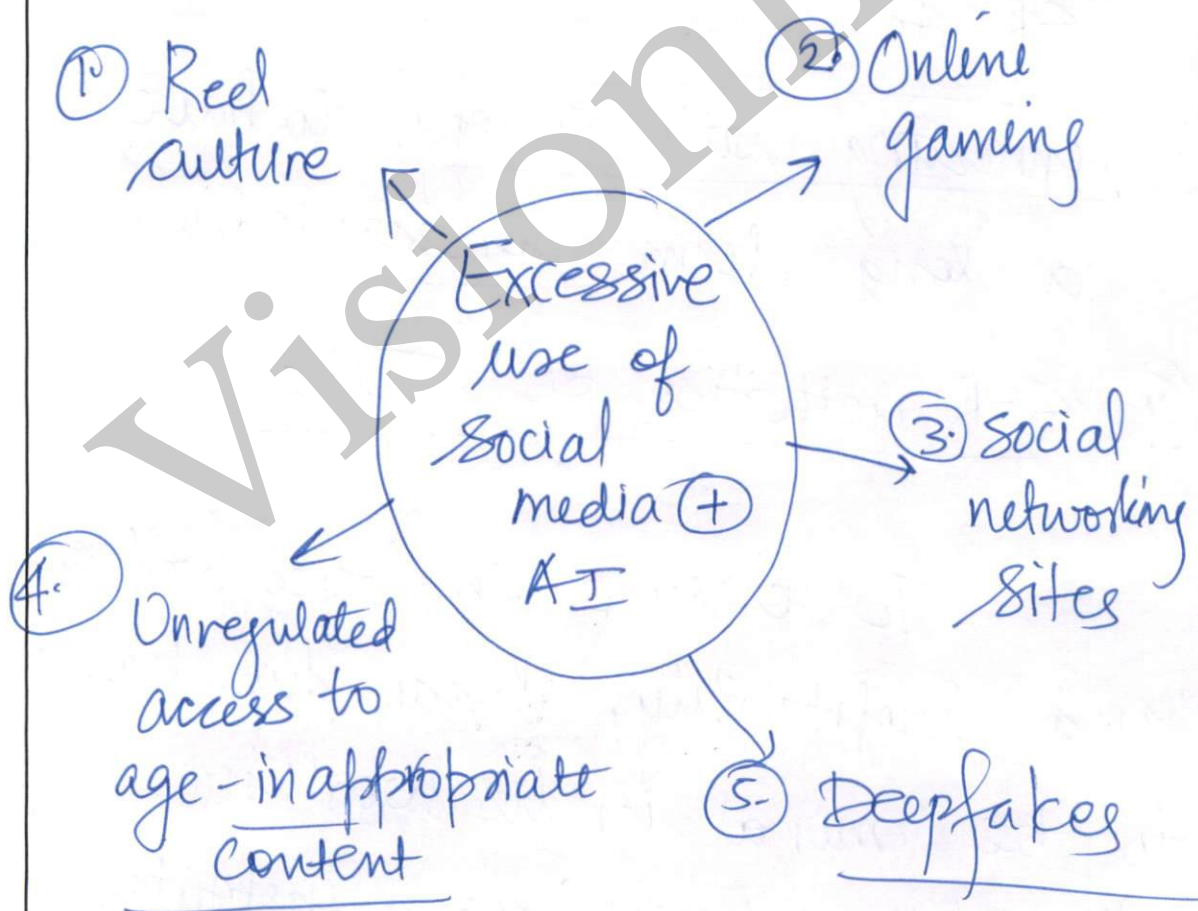 1. Reel
culture
2. Online
gaming
Excessive
use of
social
media +
AI
3. social
networking
sites
4.
Unregulated
access to
age-inappropriate
content
5. Deepfakes
Vision